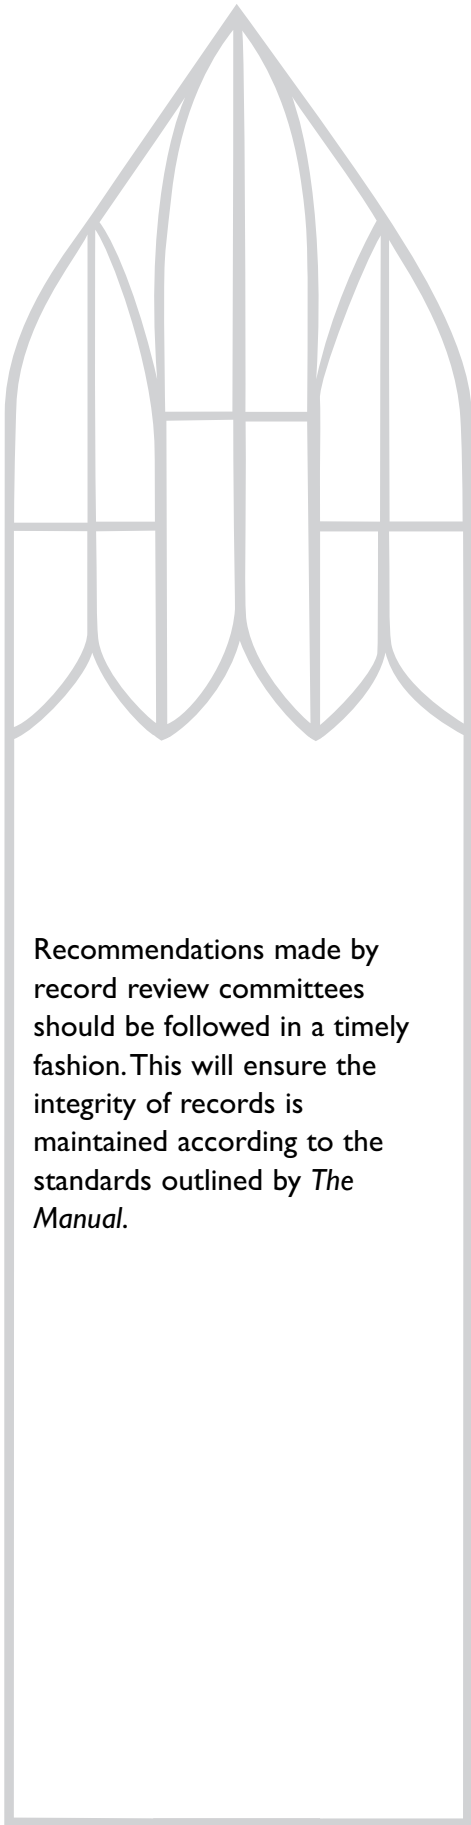 Recommendations made by
record review committees
should be followed in a timely
fashion. This will ensure the
integrity of records is
maintained according to the
standards outlined by The
Manual.